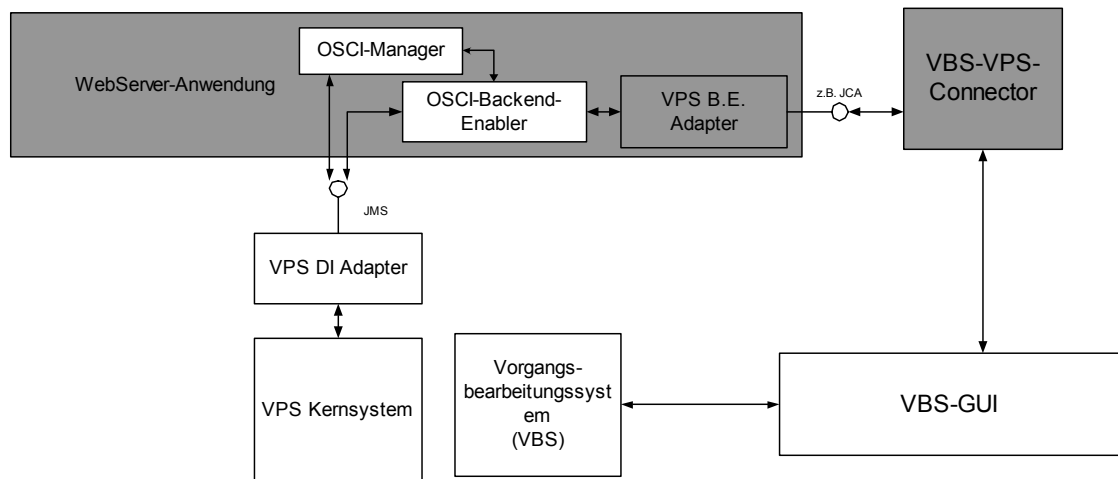 OSCI-Manager
WebServer-Anwendung
OSCI-Backend-
Enabler
VPS B.E.
Adapter
z.B. JCA
VBS-VPS-
Connector
JMS
VPS DI Adapter
VPS Kernsystem
Vorgangs-
bearbeitungssyst
em
(VBS)
VBS-GUI